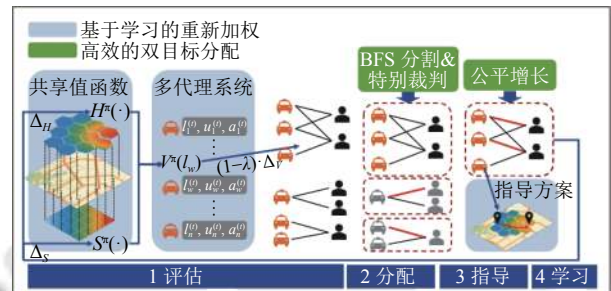 基于学习的重新加权
高效的双目标分配
共享值函数
多代理系统
BFS 分割&
特别裁判
公平增长
Δ_H
H^π(·)
l_1^(t), u_1^(t), a_1^(t)
⋮
V^π(l_w)
(1−λ)·Δ_V
l_w^(t), u_w^(t), a_w^(t)
⋮
l_n^(t), u_n^(t), a_n^(t)
Δ_S
S^π(·)
指导方案
1 评估
2 分配
3 指导
4 学习